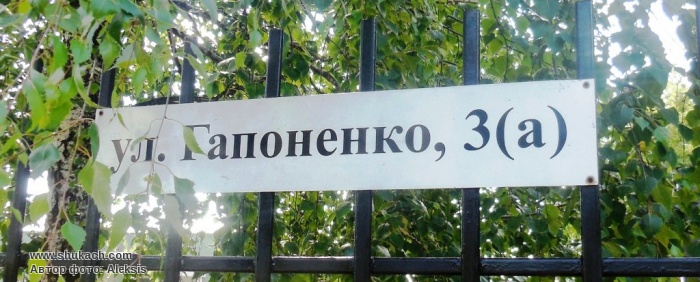 ул. Гапоненко, 3(а)
www.shukach.com
Автор фото: Aleksis